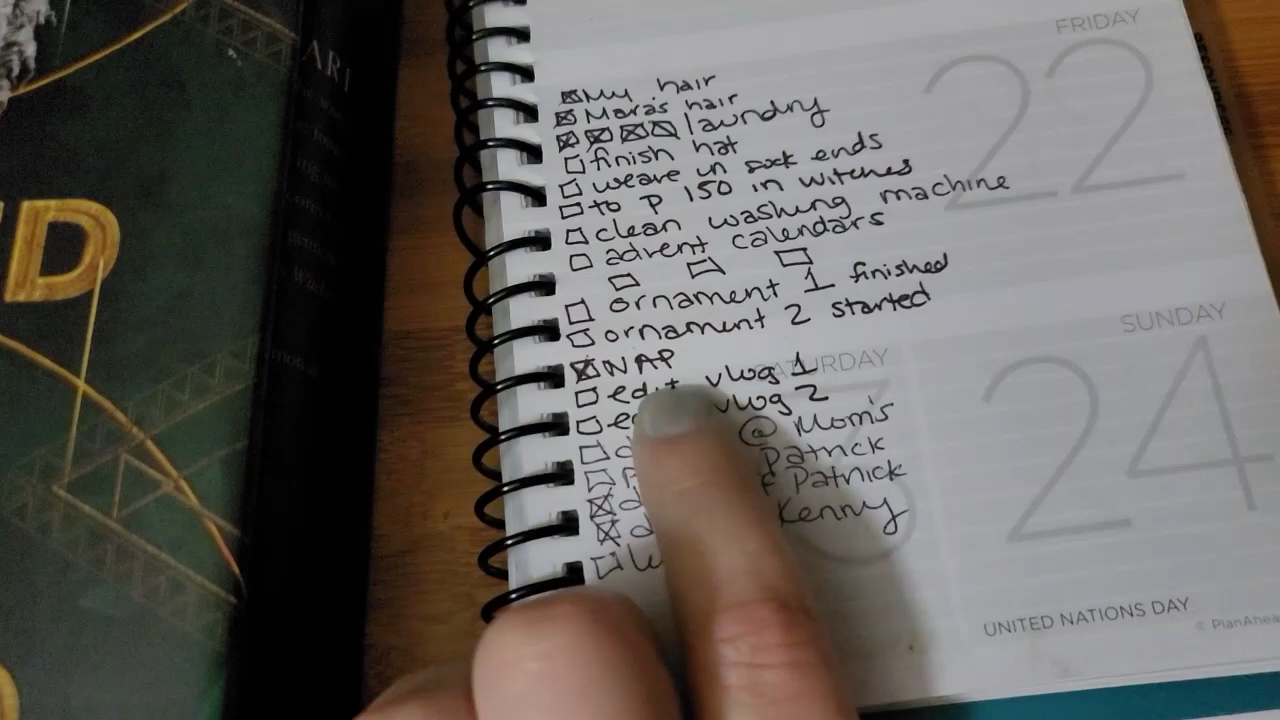 ARI
D
FRIDAY
22
My hair
Mara's hair
laundry
finish hat
weave in sock ends
to p 150 in witches
clean washing machine
advent calendars
ornament 1 finished
ornament 2 started
NAP
SATURDAY
edit vlog 1
vlog 2
@ Mom's
Patrick
Patrick
Kenny
SUNDAY
24
UNITED NATIONS DAY
© PlanAhea